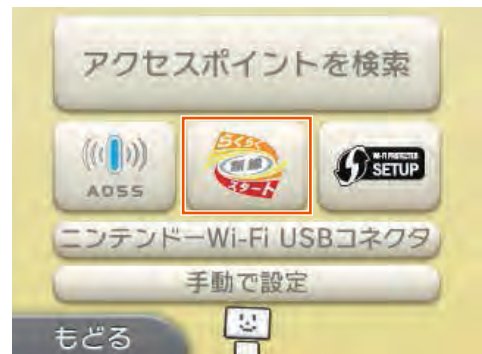 アクセスポイントを検索
AOSS
らくらく
無線
スタート
WI-FI PROTECTED
SETUP
ニンテンドーWi-Fi USBコネクタ
手動で設定
もどる